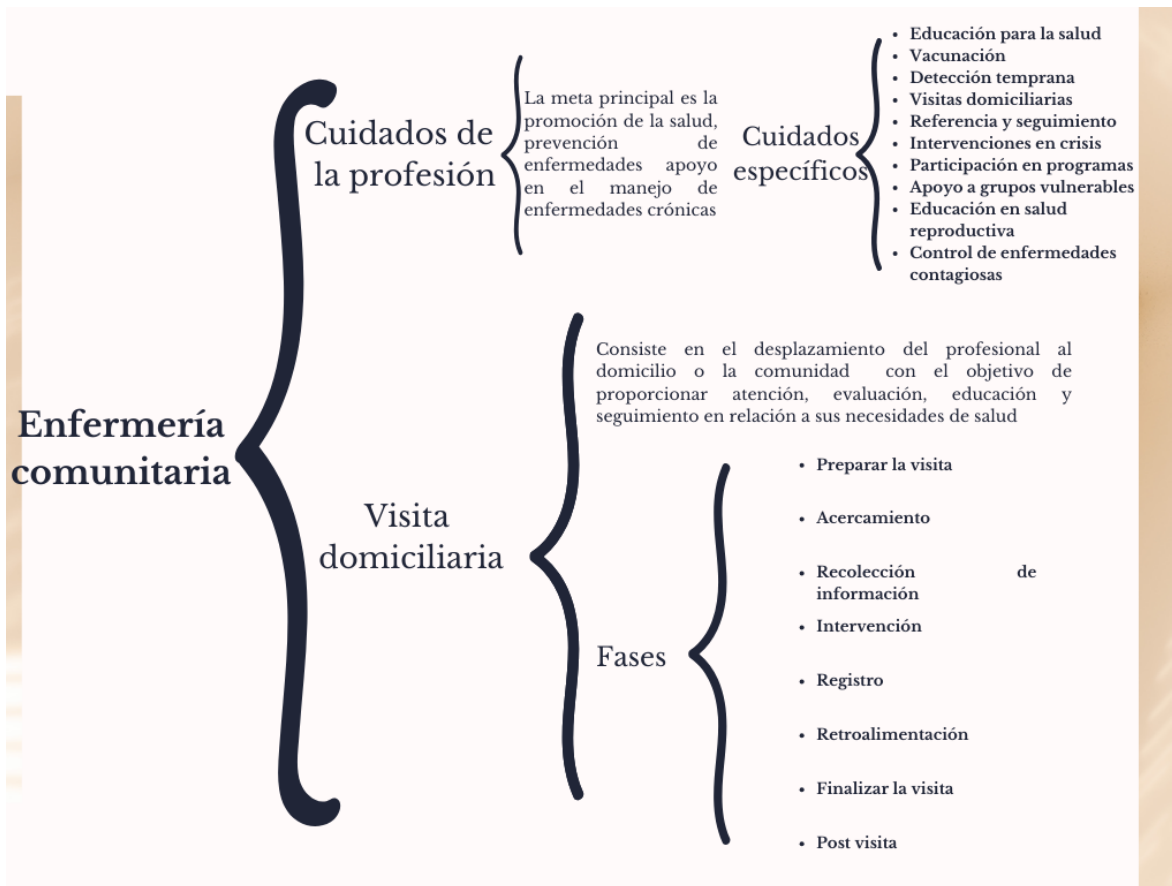 Enfermería
comunitaria
Cuidados de
la profesión
La meta principal es la
promoción de la salud,
prevención de
enfermedades apoyo
en el manejo de
enfermedades crónicas
Cuidados
específicos
• Educación para la salud
• Vacunación
• Detección temprana
• Visitas domiciliarias
• Referencia y seguimiento
• Intervenciones en crisis
• Participación en programas
• Apoyo a grupos vulnerables
• Educación en salud
reproductiva
• Control de enfermedades
contagiosas
Visita
domiciliaria
Consiste en el desplazamiento del profesional al
domicilio o la comunidad con el objetivo de
proporcionar atención, evaluación, educación y
seguimiento en relación a sus necesidades de salud
Fases
• Preparar la visita
• Acercamiento
• Recolección de
información
• Intervención
• Registro
• Retroalimentación
• Finalizar la visita
• Post visita